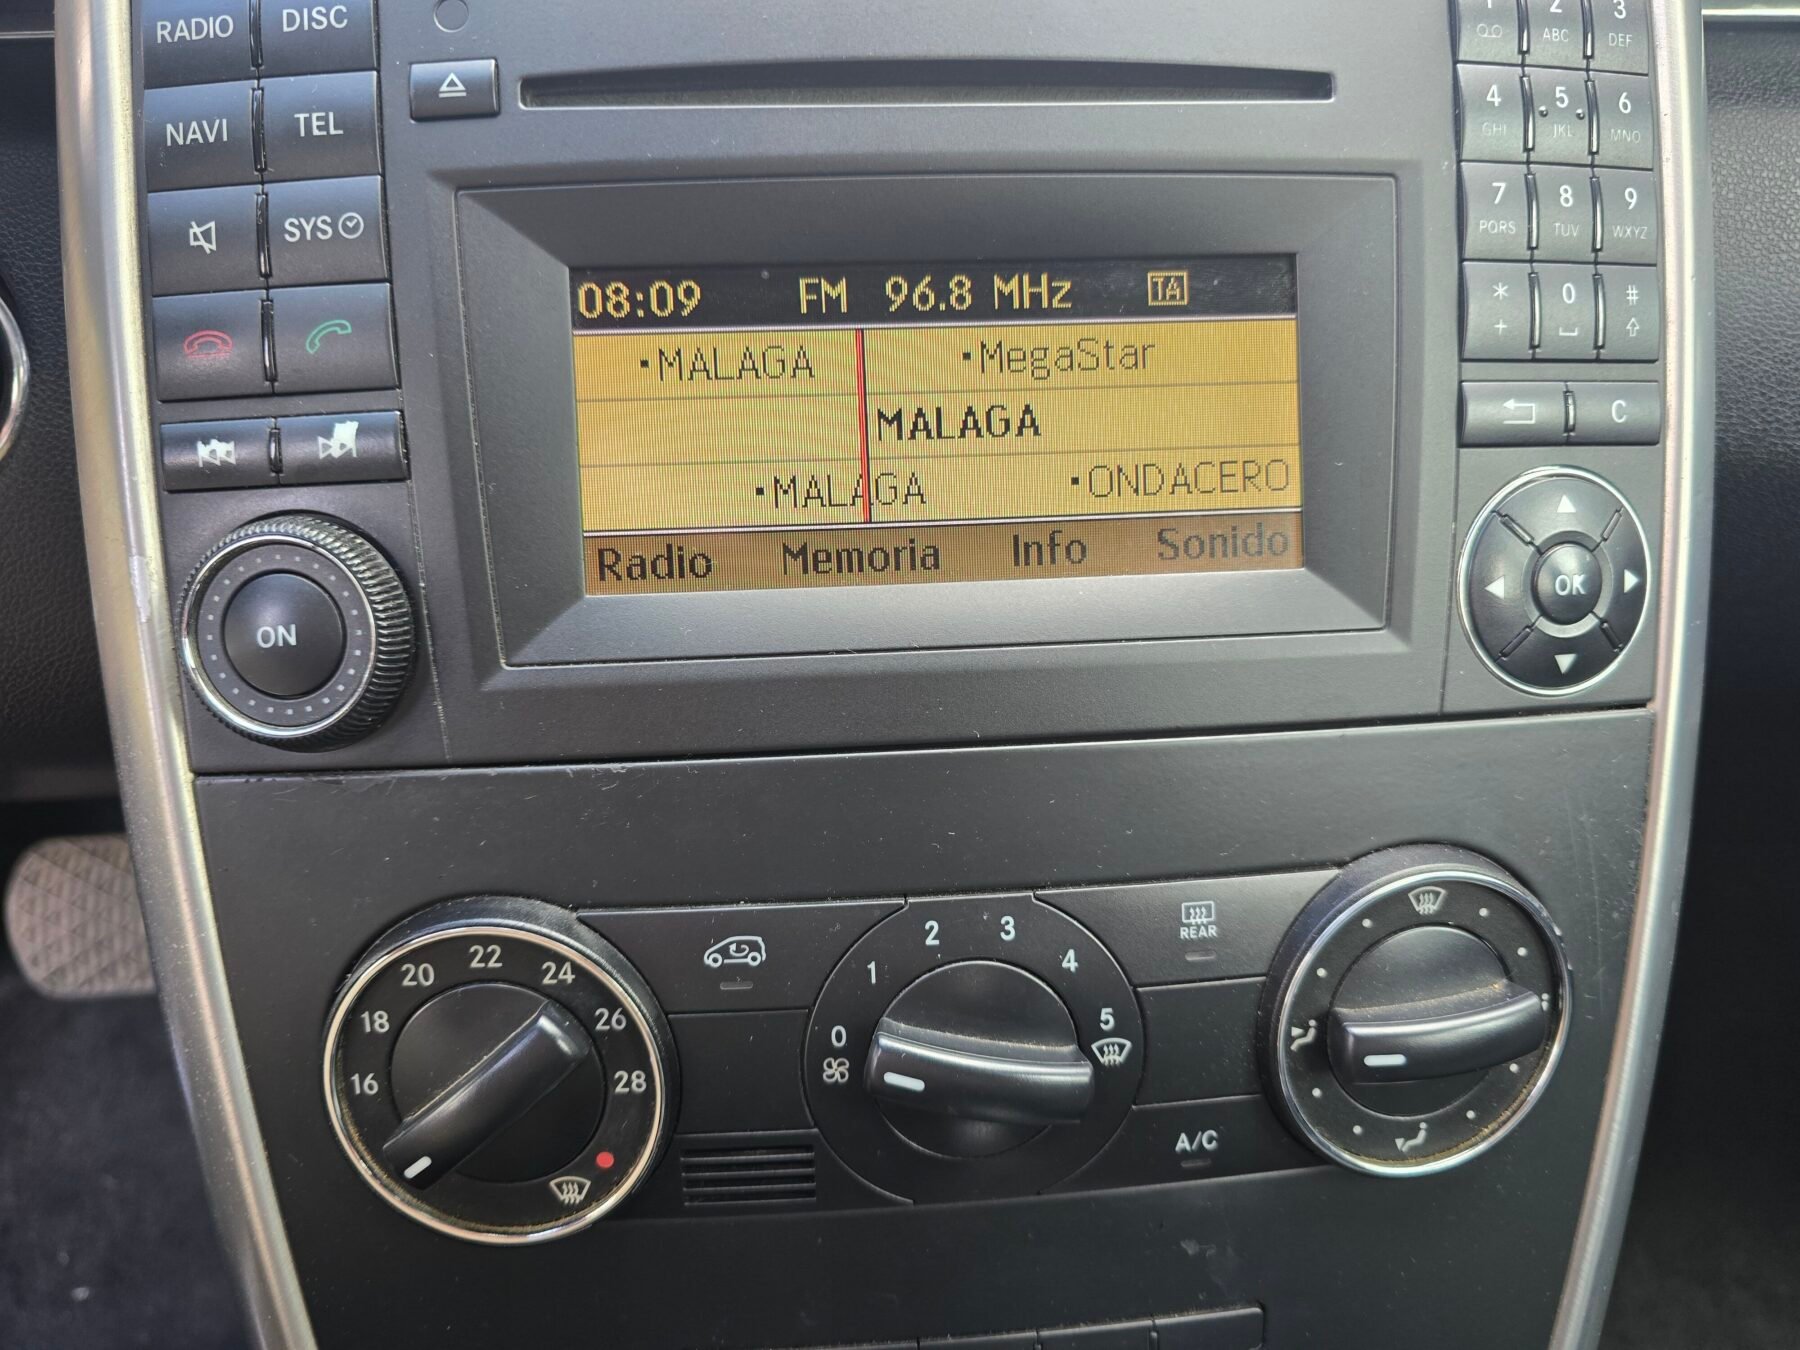 RADIO DISC
NAVI TEL
SYS
ON
08:09 FM 96.8 MHz TA
·MALAGA ·MegaStar
MALAGA
·MALAGA ·ONDACERO
Radio Memoria Info Sonido
1 2 3
ABC DEF
4 5 6
GHI JKL MNO
7 8 9
PQRS TUV WXYZ
* 0 #
+
C
OK
16 18 20 22 24 26 28
0 1 2 3 4 5
REAR
A/C